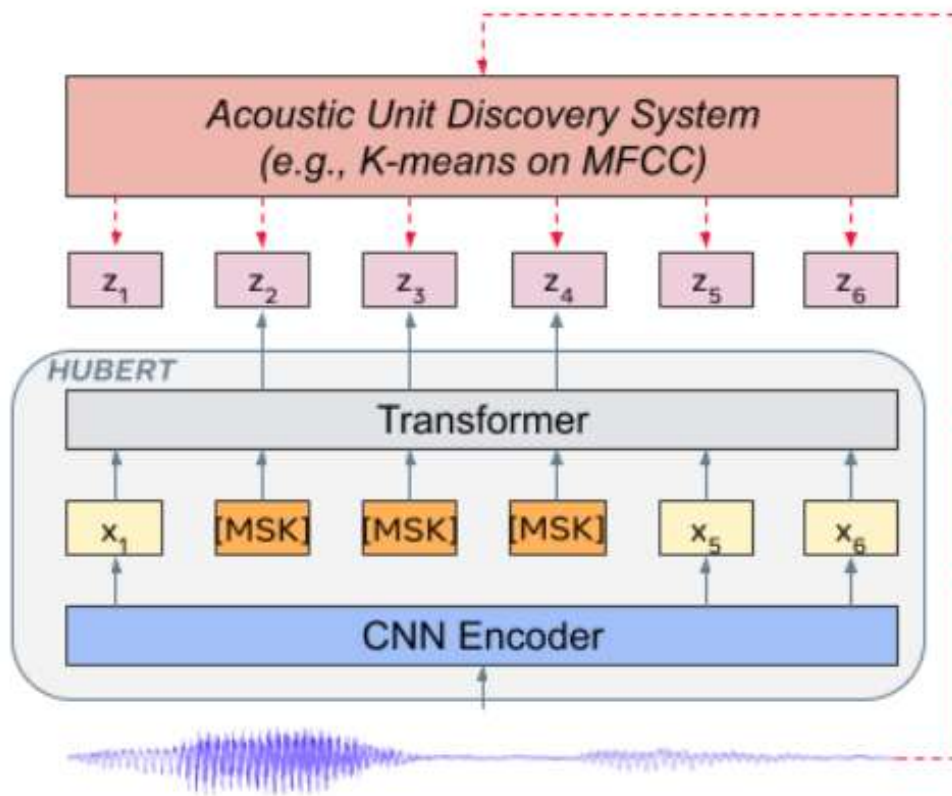 Acoustic Unit Discovery System
(e.g., K-means on MFCC)
z₁ z₂ z₃ z₄ z₅ z₆
HUBERT
Transformer
x₁ [MSK] [MSK] [MSK] x₅ x₆
CNN Encoder